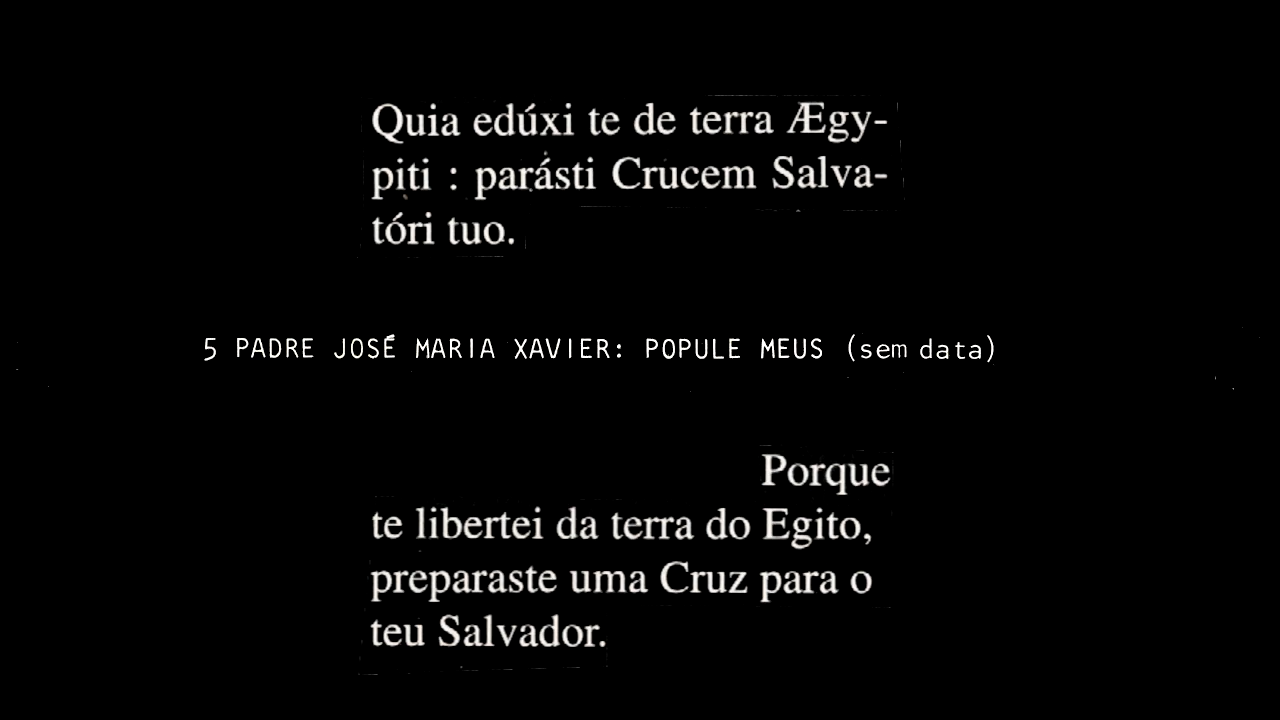 Quia edúxi te de terra Ægy-
piti : parásti Crucem Salva-
tóri tuo.
5 PADRE JOSÉ MARIA XAVIER: POPULE MEUS (sem data)
Porque
te libertei da terra do Egito,
preparaste uma Cruz para o
teu Salvador.